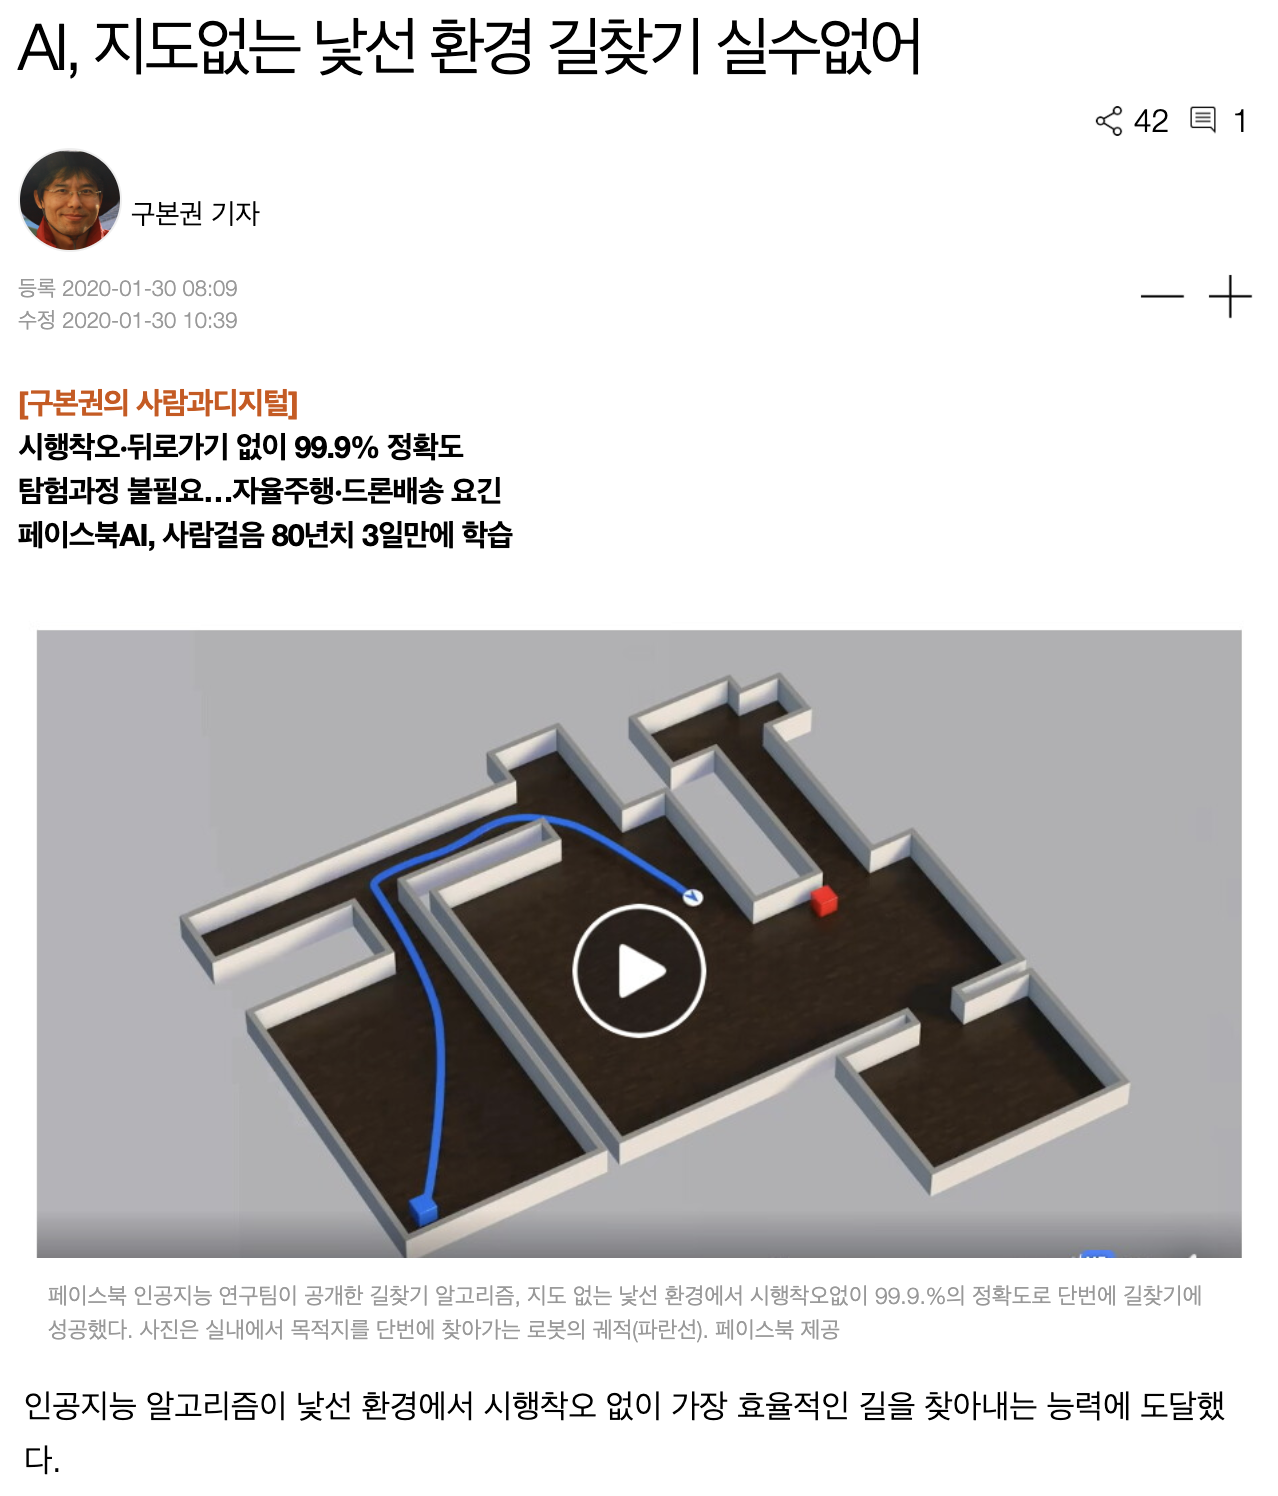 AI, 지도없는 낯선 환경 길찾기 실수없어
42 1
구본권 기자
등록 2020-01-30 08:09
수정 2020-01-30 10:39
[구본권의 사람과디지털]
시행착오·뒤로가기 없이 99.9% 정확도
탐험과정 불필요…자율주행·드론배송 요긴
페이스북AI, 사람걸음 80년치 3일만에 학습
페이스북 인공지능 연구팀이 공개한 길찾기 알고리즘, 지도 없는 낯선 환경에서 시행착오없이 99.9.%의 정확도로 단번에 길찾기에
성공했다. 사진은 실내에서 목적지를 단번에 찾아가는 로봇의 궤적(파란선). 페이스북 제공
인공지능 알고리즘이 낯선 환경에서 시행착오 없이 가장 효율적인 길을 찾아내는 능력에 도달했
다.